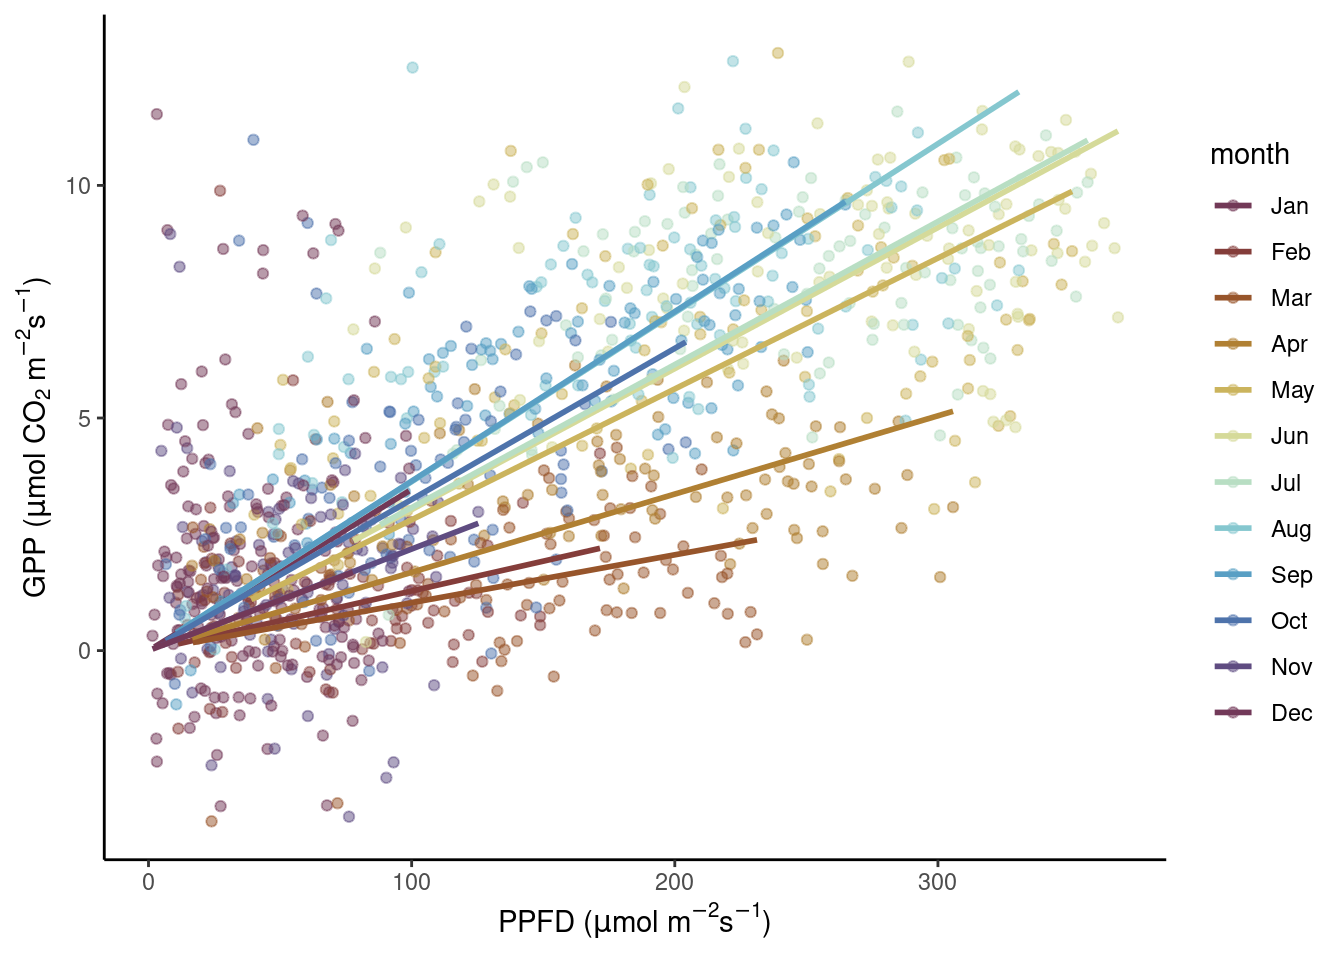 GPP (μmol CO₂ m⁻²s⁻¹)
10
5
0
0 100 200 300
PPFD (μmol m⁻²s⁻¹)
month
Jan
Feb
Mar
Apr
May
Jun
Jul
Aug
Sep
Oct
Nov
Dec